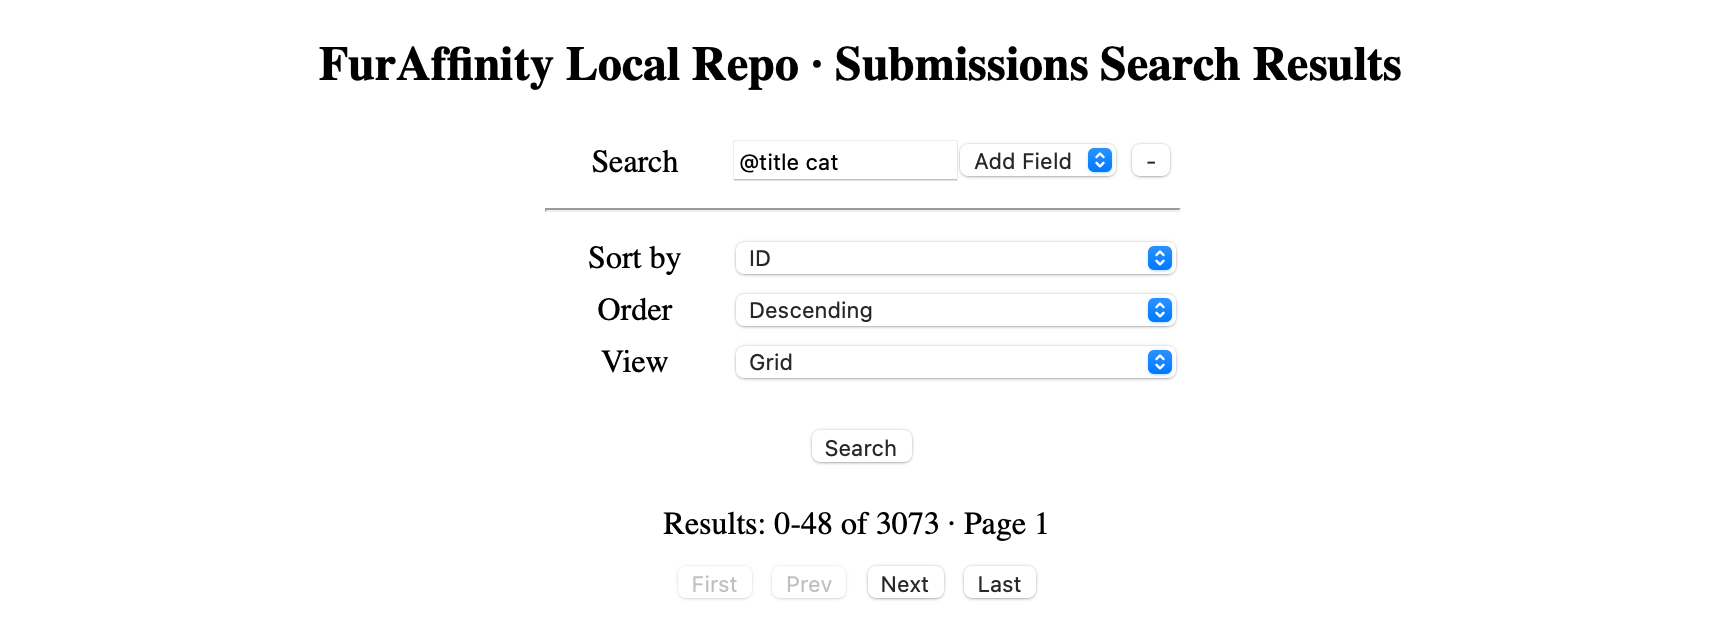 FurAffinity Local Repo · Submissions Search Results
Search @title cat Add Field -
Sort by ID
Order Descending
View Grid
Search
Results: 0-48 of 3073 · Page 1
First Prev Next Last